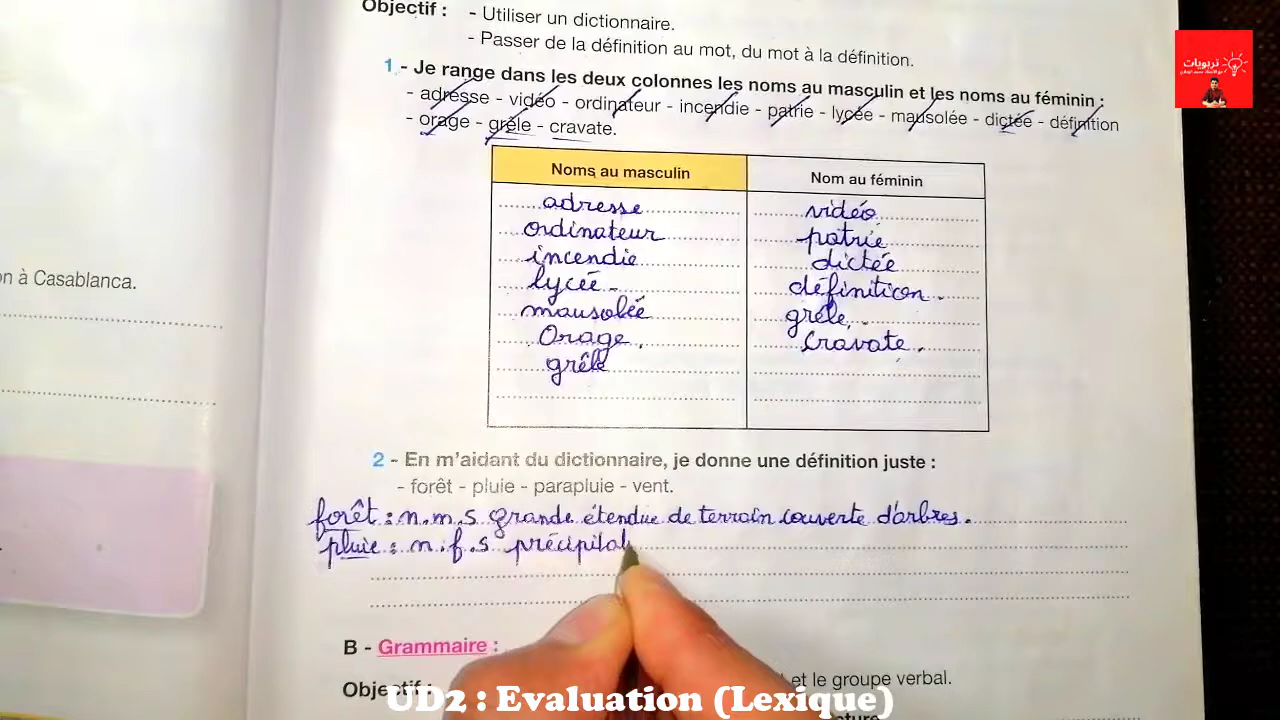 Objectif : - Utiliser un dictionnaire.
- Passer de la définition au mot, du mot à la définition.
1 - Je range dans les deux colonnes les noms au masculin et les noms au féminin :
- adresse - vidéo - ordinateur - incendie - patrie - lycée - mausolée - dictée - définition
- orage - grêle - cravate.
Noms au masculin Nom au féminin
adresse vidéo
ordinateur patrie
incendie dictée
lycée définiticon
mausolée grêle
Orage cravate
grêle
n à Casablanca.
2 - En m'aidant du dictionnaire, je donne une définition juste :
- forêt - pluie - parapluie - vent.
forêt : n.m.s grande étendue de terrain couverte d'arbres.
pluie : n.f.s précipitat
B - Grammaire :
Objectif : et le groupe verbal.
UD2 : Evaluation (Lexique)
تربويات